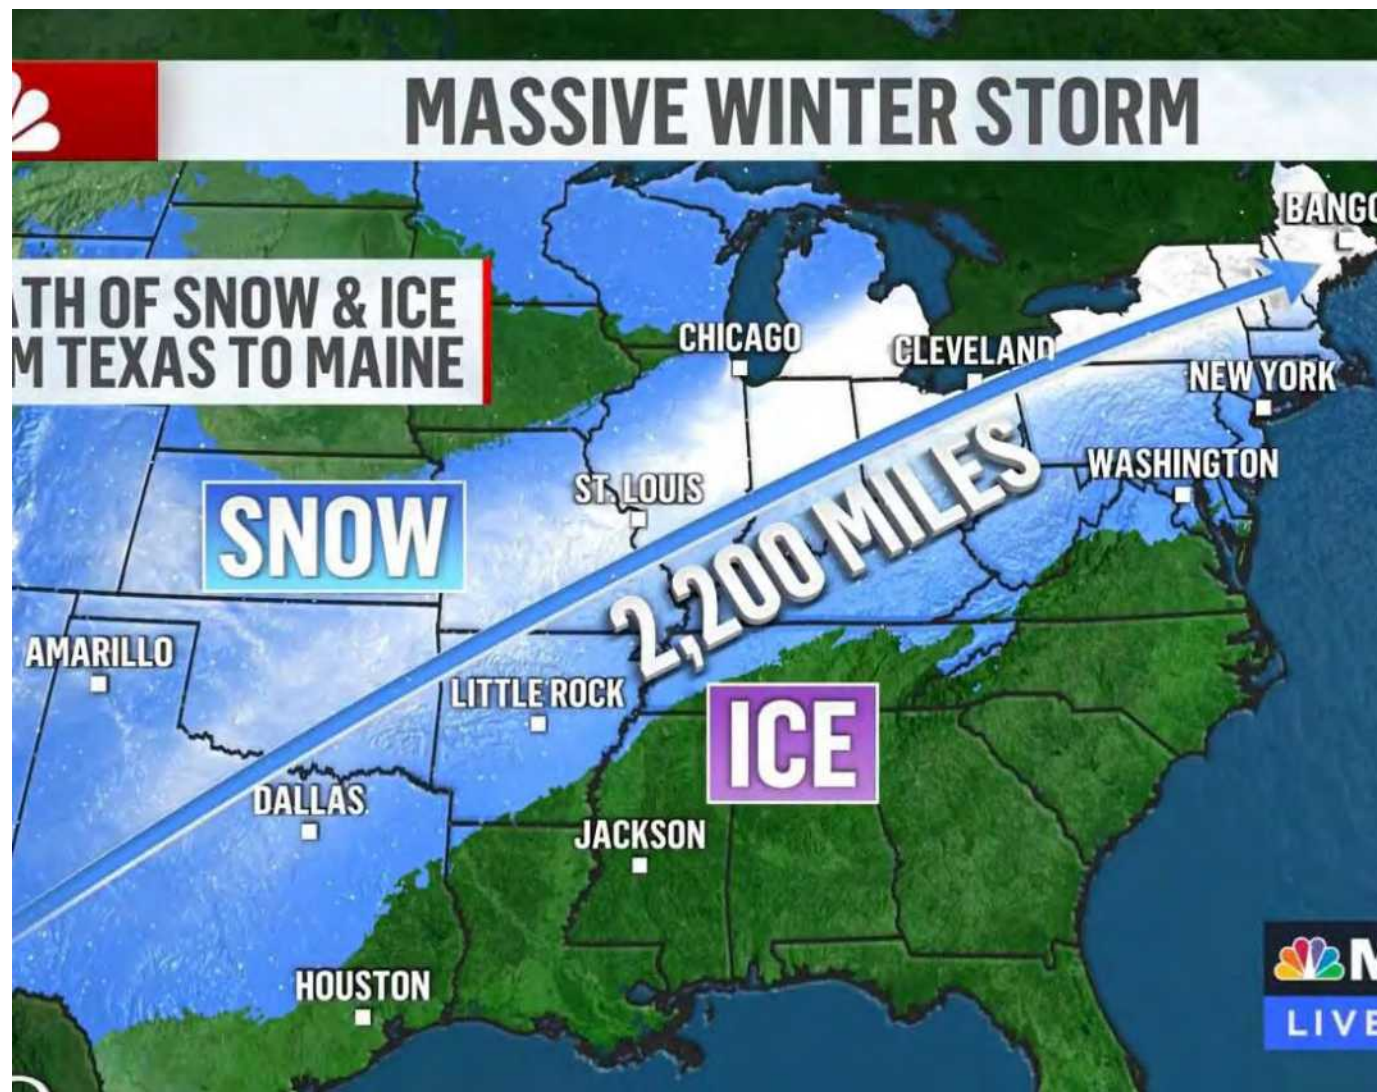 MASSIVE WINTER STORM
BANGO
TH OF SNOW & ICE
M TEXAS TO MAINE
CHICAGO
CLEVELAND
NEW YORK
WASHINGTON
ST. LOUIS
SNOW
2,200 MILES
AMARILLO
LITTLE ROCK
ICE
DALLAS
JACKSON
HOUSTON
M
LIVE